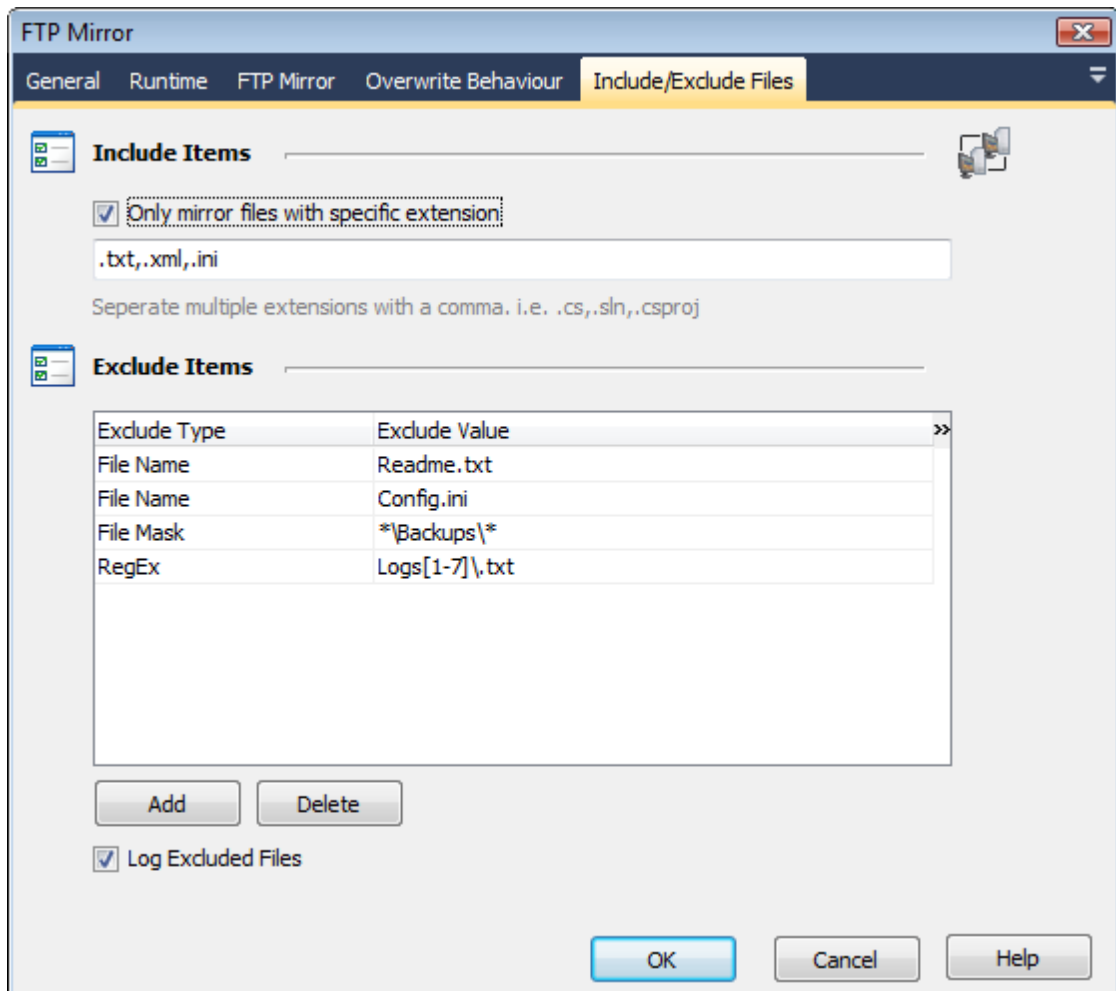 FTP Mirror
General Runtime FTP Mirror Overwrite Behaviour Include/Exclude Files
Include Items
Only mirror files with specific extension
.txt,.xml,.ini
Seperate multiple extensions with a comma. i.e. .cs,.sln,.csproj
Exclude Items
Exclude Type Exclude Value »
File Name Readme.txt
File Name Config.ini
File Mask *\Backups\*
RegEx Logs[1-7]\.txt
Add Delete
Log Excluded Files
OK Cancel Help